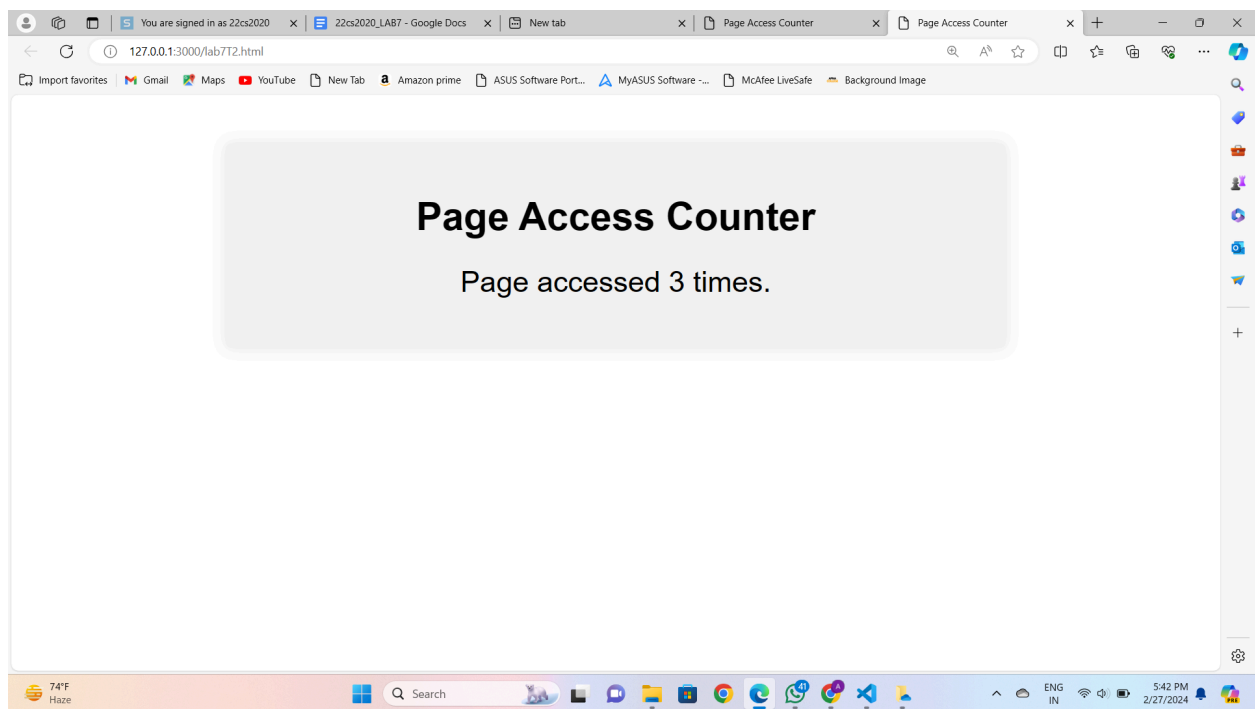 You are signed in as 22cs2020
22cs2020_LAB7 - Google Docs
New tab
Page Access Counter
Page Access Counter
127.0.0.1:3000/lab7T2.html
Import favorites
Gmail
Maps
YouTube
New Tab
Amazon prime
ASUS Software Port...
MyASUS Software -...
McAfee LiveSafe
Background Image
Page Access Counter
Page accessed 3 times.
74°F
Haze
Search
41
ENG
IN
5:42 PM
2/27/2024
PRE